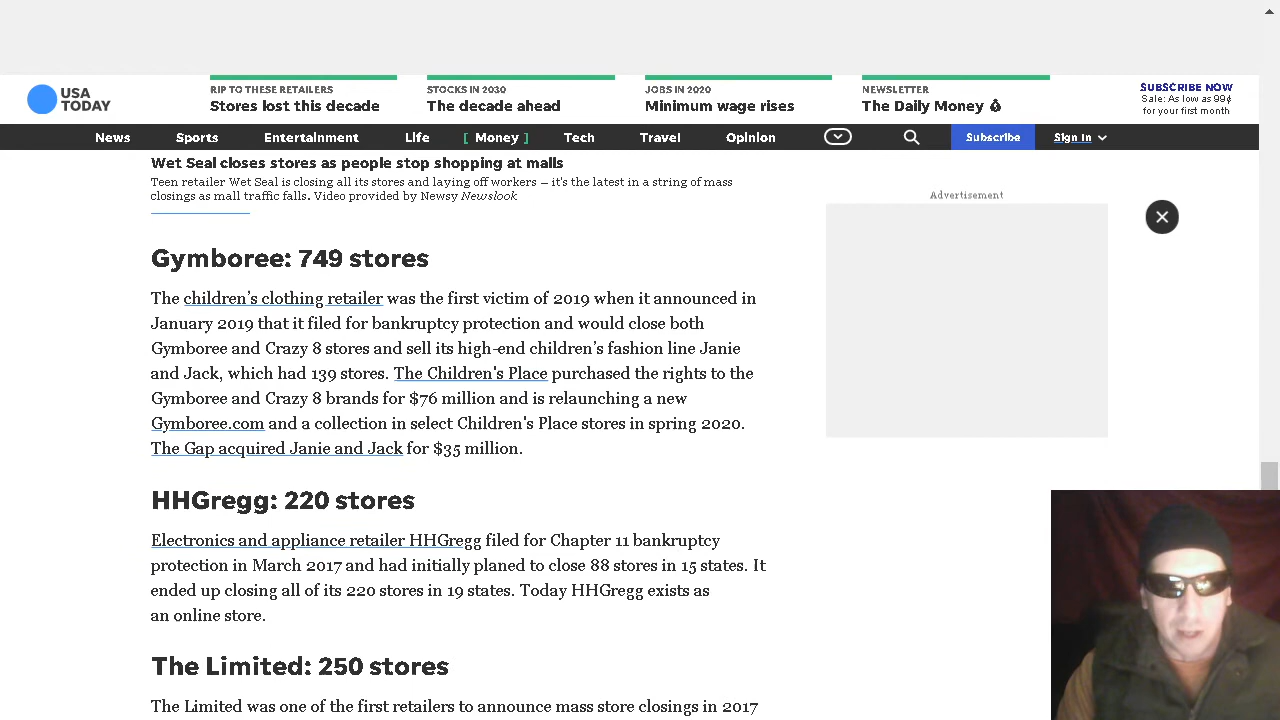 USA
TODAY
RIP TO THESE RETAILERS
Stores lost this decade
STOCKS IN 2030
The decade ahead
JOBS IN 2020
Minimum wage rises
NEWSLETTER
The Daily Money
SUBSCRIBE NOW
Sale: As low as 99¢
for your first month
News Sports Entertainment Life [ Money ] Tech Travel Opinion Subscribe Sign In
Wet Seal closes stores as people stop shopping at malls
Teen retailer Wet Seal is closing all its stores and laying off workers – it's the latest in a string of mass
closings as mall traffic falls. Video provided by Newsy Newslook
Advertisement
Gymboree: 749 stores
The children’s clothing retailer was the first victim of 2019 when it announced in
January 2019 that it filed for bankruptcy protection and would close both
Gymboree and Crazy 8 stores and sell its high-end children’s fashion line Janie
and Jack, which had 139 stores. The Children's Place purchased the rights to the
Gymboree and Crazy 8 brands for $76 million and is relaunching a new
Gymboree.com and a collection in select Children's Place stores in spring 2020.
The Gap acquired Janie and Jack for $35 million.
HHGregg: 220 stores
Electronics and appliance retailer HHGregg filed for Chapter 11 bankruptcy
protection in March 2017 and had initially planed to close 88 stores in 15 states. It
ended up closing all of its 220 stores in 19 states. Today HHGregg exists as
an online store.
The Limited: 250 stores
The Limited was one of the first retailers to announce mass store closings in 2017